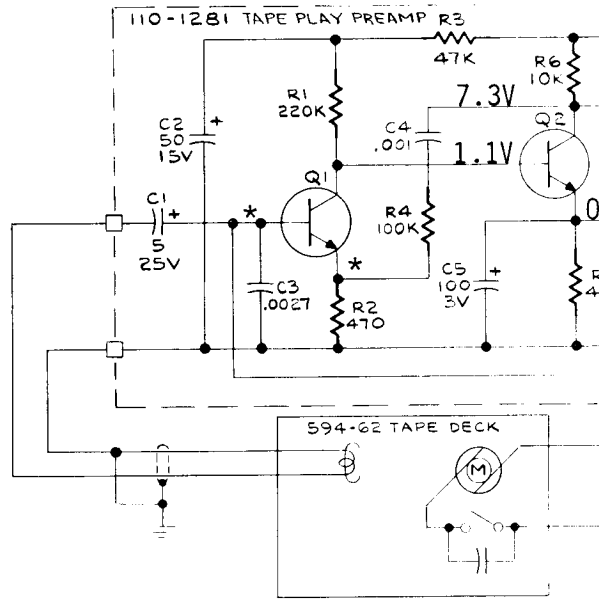 110-1281 TAPE PLAY PREAMP
R3
47K
R6
10K
R1
220K
7.3V
C2
50
15V
+
C4
.001
Q2
1.1V
Q1
C1
5
25V
+
*
R4
100K
0
*
C5
100
3V
+
C3
.0027
R2
470
R
4
594-62 TAPE DECK
M